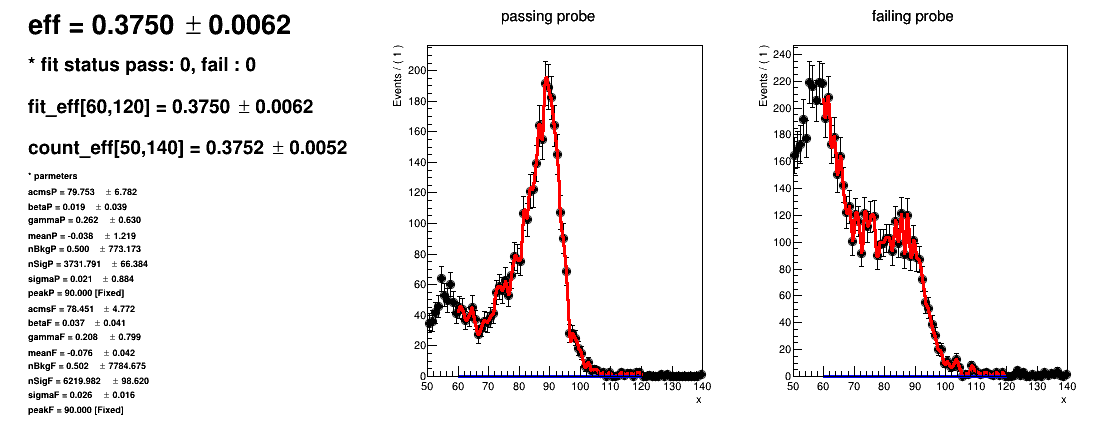 eff = 0.3750 ± 0.0062
* fit status pass: 0, fail : 0
fit_eff[60,120] = 0.3750 ± 0.0062
count_eff[50,140] = 0.3752 ± 0.0052
* parmeters
acmsP = 79.753 ± 6.782
betaP = 0.019 ± 0.039
gammaP = 0.262 ± 0.630
meanP = -0.038 ± 1.219
nBkgP = 0.500 ± 773.173
nSigP = 3731.791 ± 66.384
sigmaP = 0.021 ± 0.884
peakP = 90.000 [Fixed]
acmsF = 78.451 ± 4.772
betaF = 0.037 ± 0.041
gammaF = 0.208 ± 0.799
meanF = -0.076 ± 0.042
nBkgF = 0.502 ± 7784.675
nSigF = 6219.982 ± 98.620
sigmaF = 0.026 ± 0.016
peakF = 90.000 [Fixed]
passing probe
Events / ( 1 )
200
180
160
140
120
100
80
60
40
20
0
50 60 70 80 90 100 110 120 130 140
x
failing probe
Events / ( 1 )
240
220
200
180
160
140
120
100
80
60
40
20
0
50 60 70 80 90 100 110 120 130 140
x